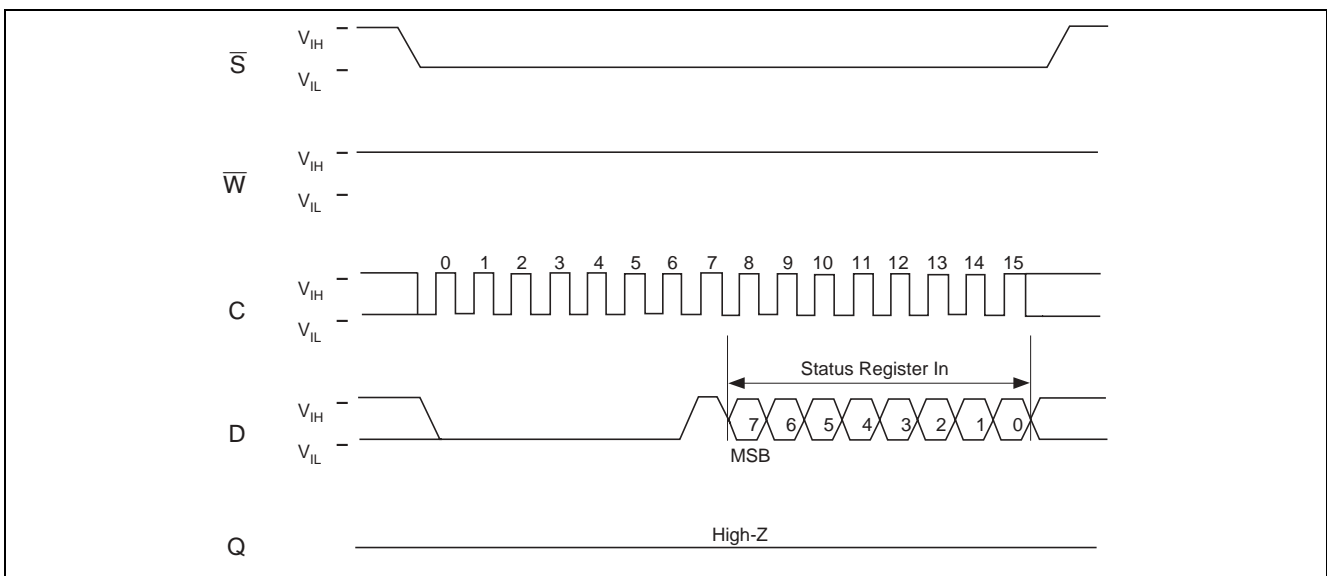 V_IH
S̅
V_IL
V_IH
W̅
V_IL
0 1 2 3 4 5 6 7 8 9 10 11 12 13 14 15
V_IH
C
V_IL
Status Register In
V_IH
D
7 6 5 4 3 2 1 0
V_IL
MSB
High-Z
Q